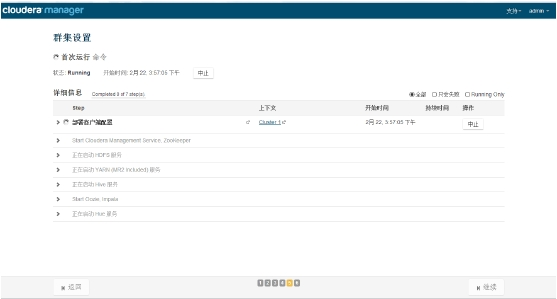 cloudera manager 支持 admin
群集设置
首次运行 命令
状态: Running 开始时间: 2月 22, 3:57:05 下午 中止
详细信息 Completed 0 of 7 step(s). 全部 只受失败 Running Only
Step 上下文 开始时间 持续时间 操作
部署客户端配置 Cluster 1 2月 22, 3:57:05 下午 中止
Start Cloudera Management Service, ZooKeeper
正在启动 HDFS 服务
正在启动 YARN (MR2 Included) 服务
正在启动 Hive 服务
Start Oozie, Impala
正在启动 Hue 服务
返回 1 2 3 4 5 6 继续